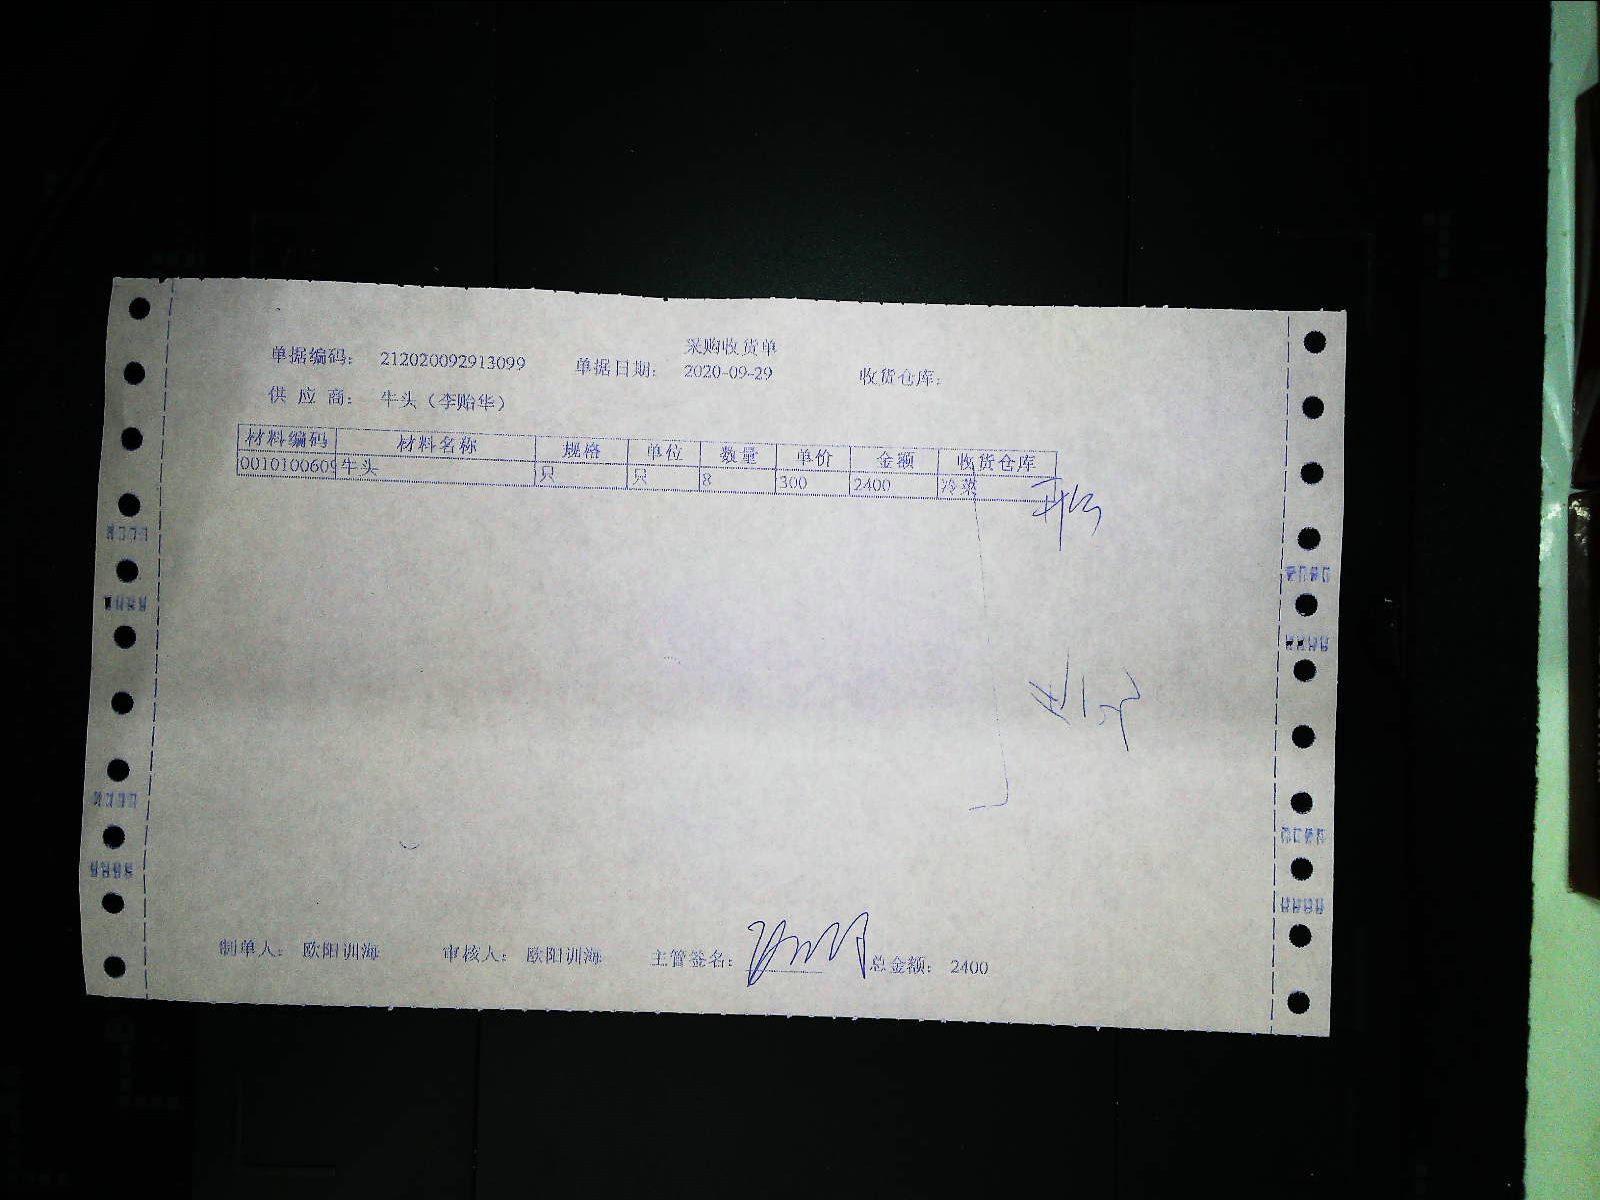 采购收货单
单据编码： 212020092913099 单据日期： 2020-09-29 收货仓库：
供 应 商： 牛头（李贻华）
材料编码 材料名称 规格 单位 数量 单价 金额 收货仓库
0010100609 牛头 只 只 8 300 2400 冷菜
制单人： 欧阳训海 审核人： 欧阳训海 主管签名： 总金额： 2400